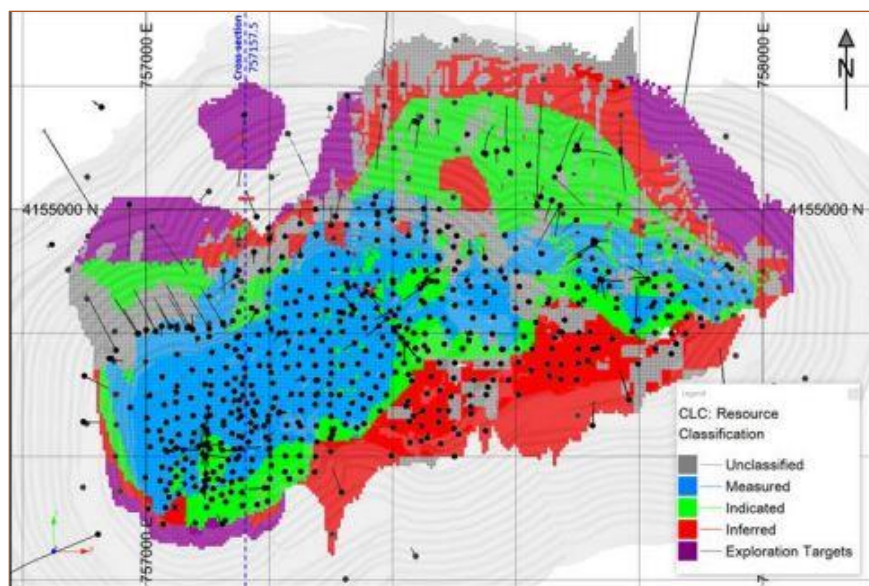 757000 E
Cross-section
757157.5
758000 E
N
4155000 N
4155000 N
Legend
CLC: Resource
Classification
Unclassified
Measured
Indicated
Inferred
Exploration Targets
757000 E